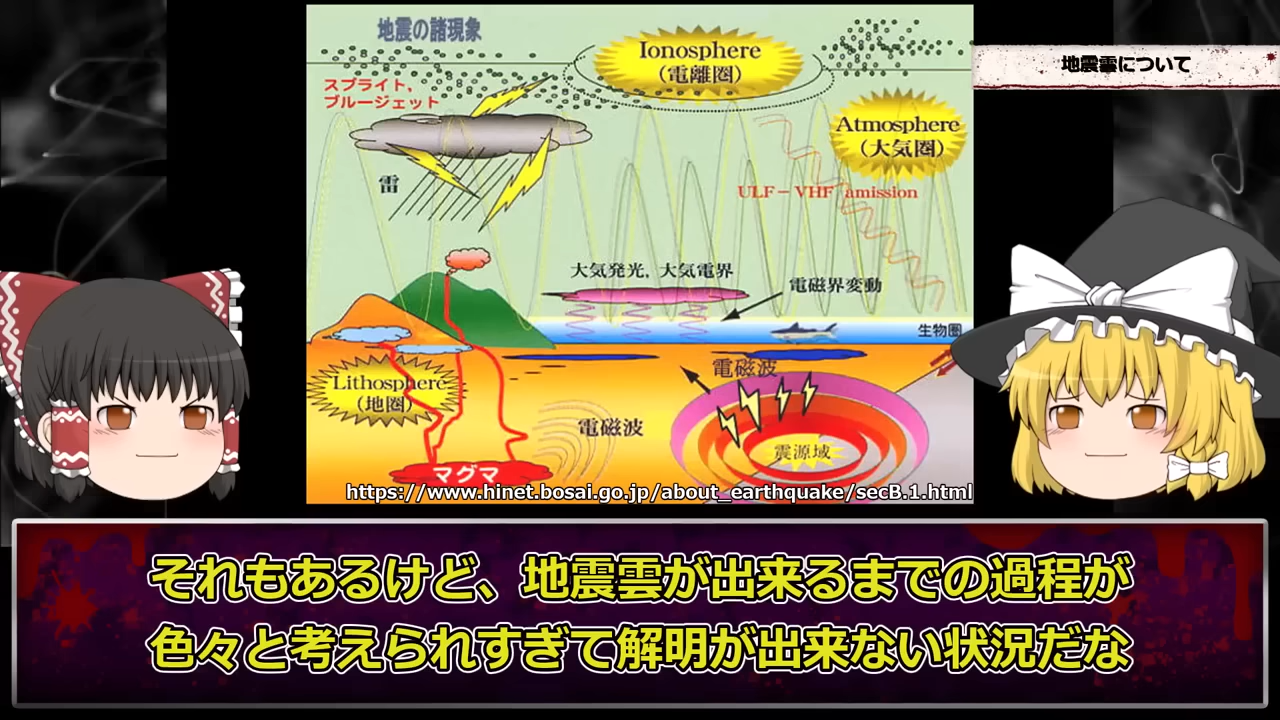 地震の諸現象
Ionosphere
(電離圏)
地震雲について
スプライト,
ブルージェット
Atmosphere
(大気圏)
雷
ULF-VHF amission
大気発光, 大気電界
電磁界変動
生物圏
電磁波
Lithosphere
(地圏)
電磁波
震源域
マグマ
https://www.hinet.bosai.go.jp/about_earthquake/secB.1.html
それもあるけど、地震雲が出来るまでの過程が
色々と考えられすぎて解明が出来ない状況だな